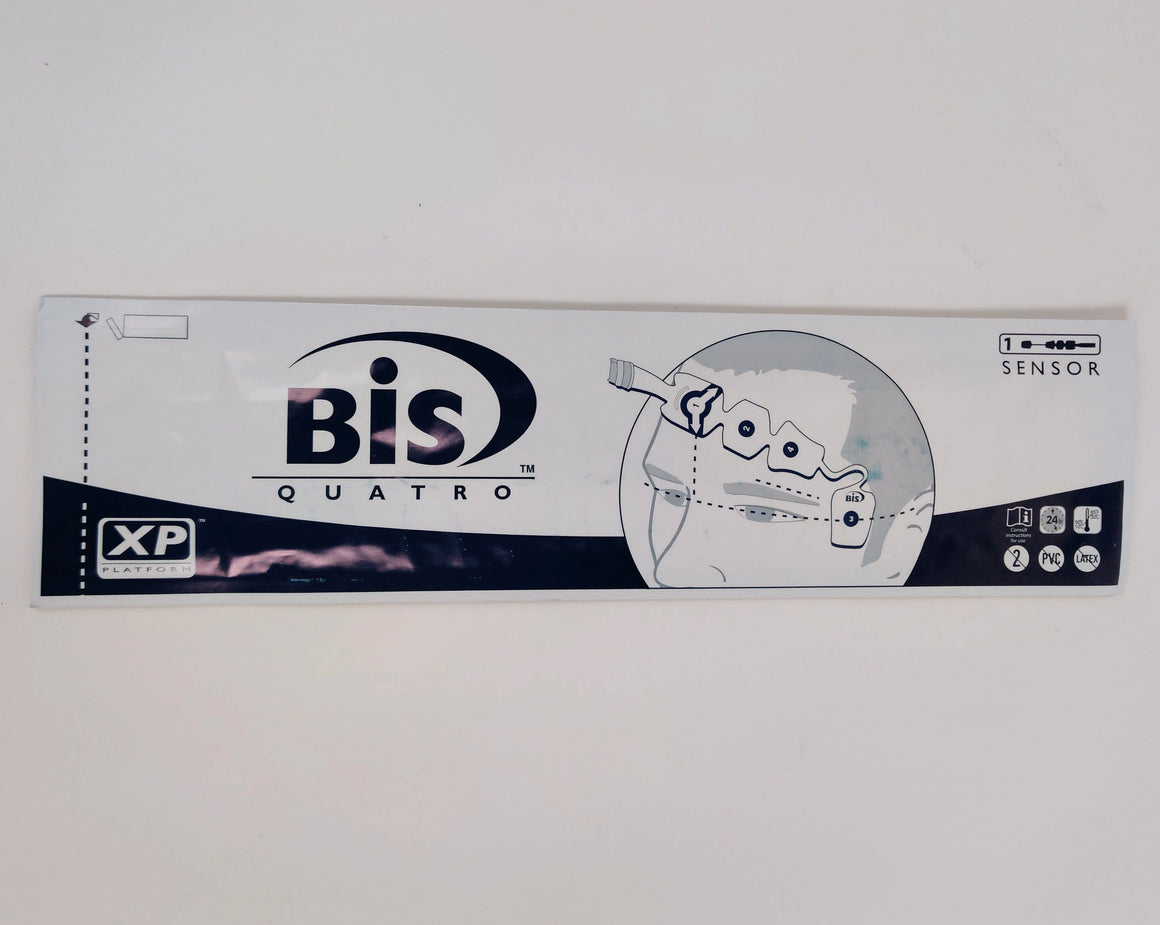 BiS
™
QUATRO
XP
™
PLATFORM
1
2
4
BiS
3
1
SENSOR
Consult
instructions
for use
24
2
PVC
LATEX